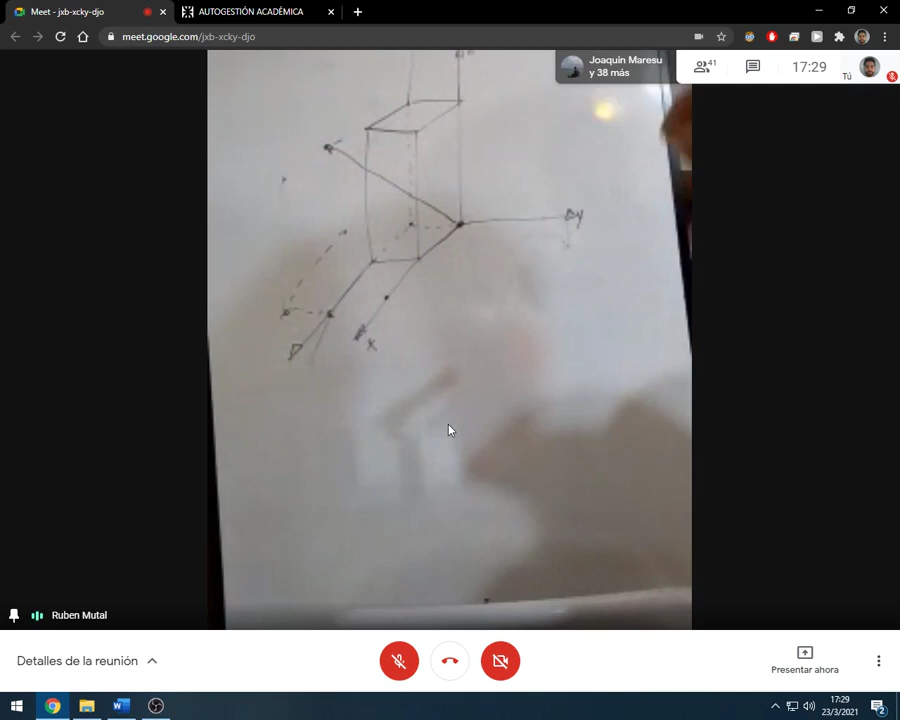 Meet - jxb-xcky-djo
AUTOGESTIÓN ACADÉMICA
meet.google.com/jxb-xcky-djo
Joaquin Maresu
y 38 más
41
17:29
Tú
y
x
Ruben Mutal
Detalles de la reunión
Presentar ahora
17:29
23/3/2021
2